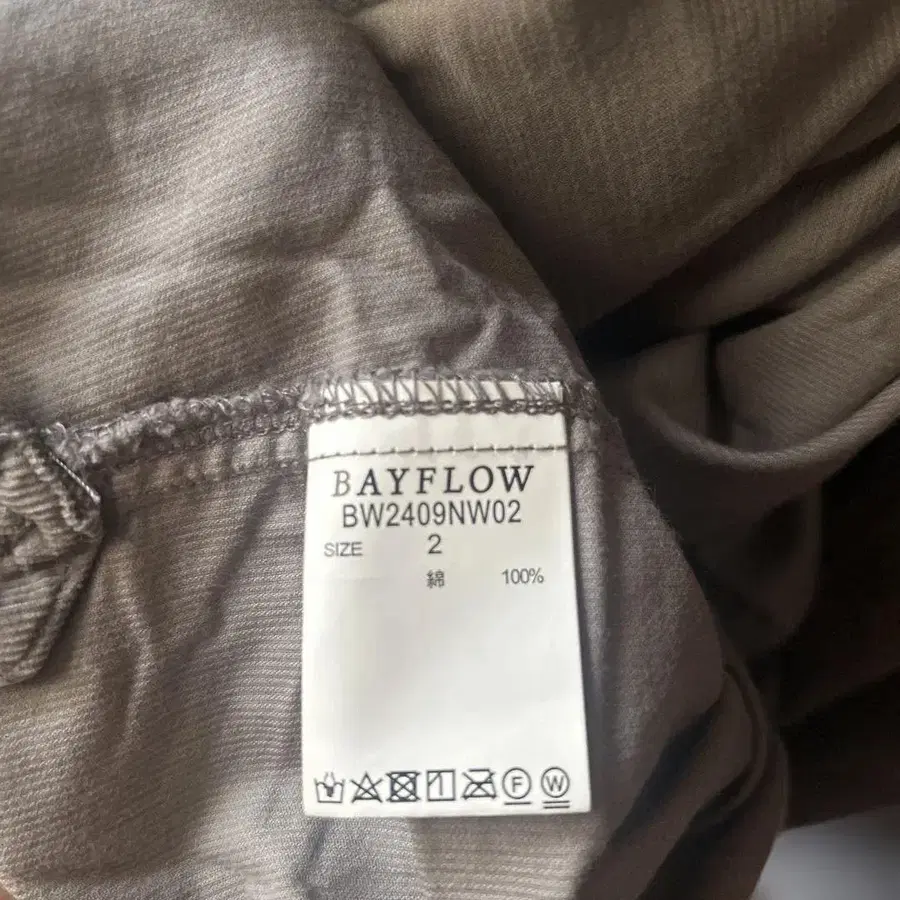 BAYFLOW
BW2409NW02
SIZE 2
綿 100%
F W